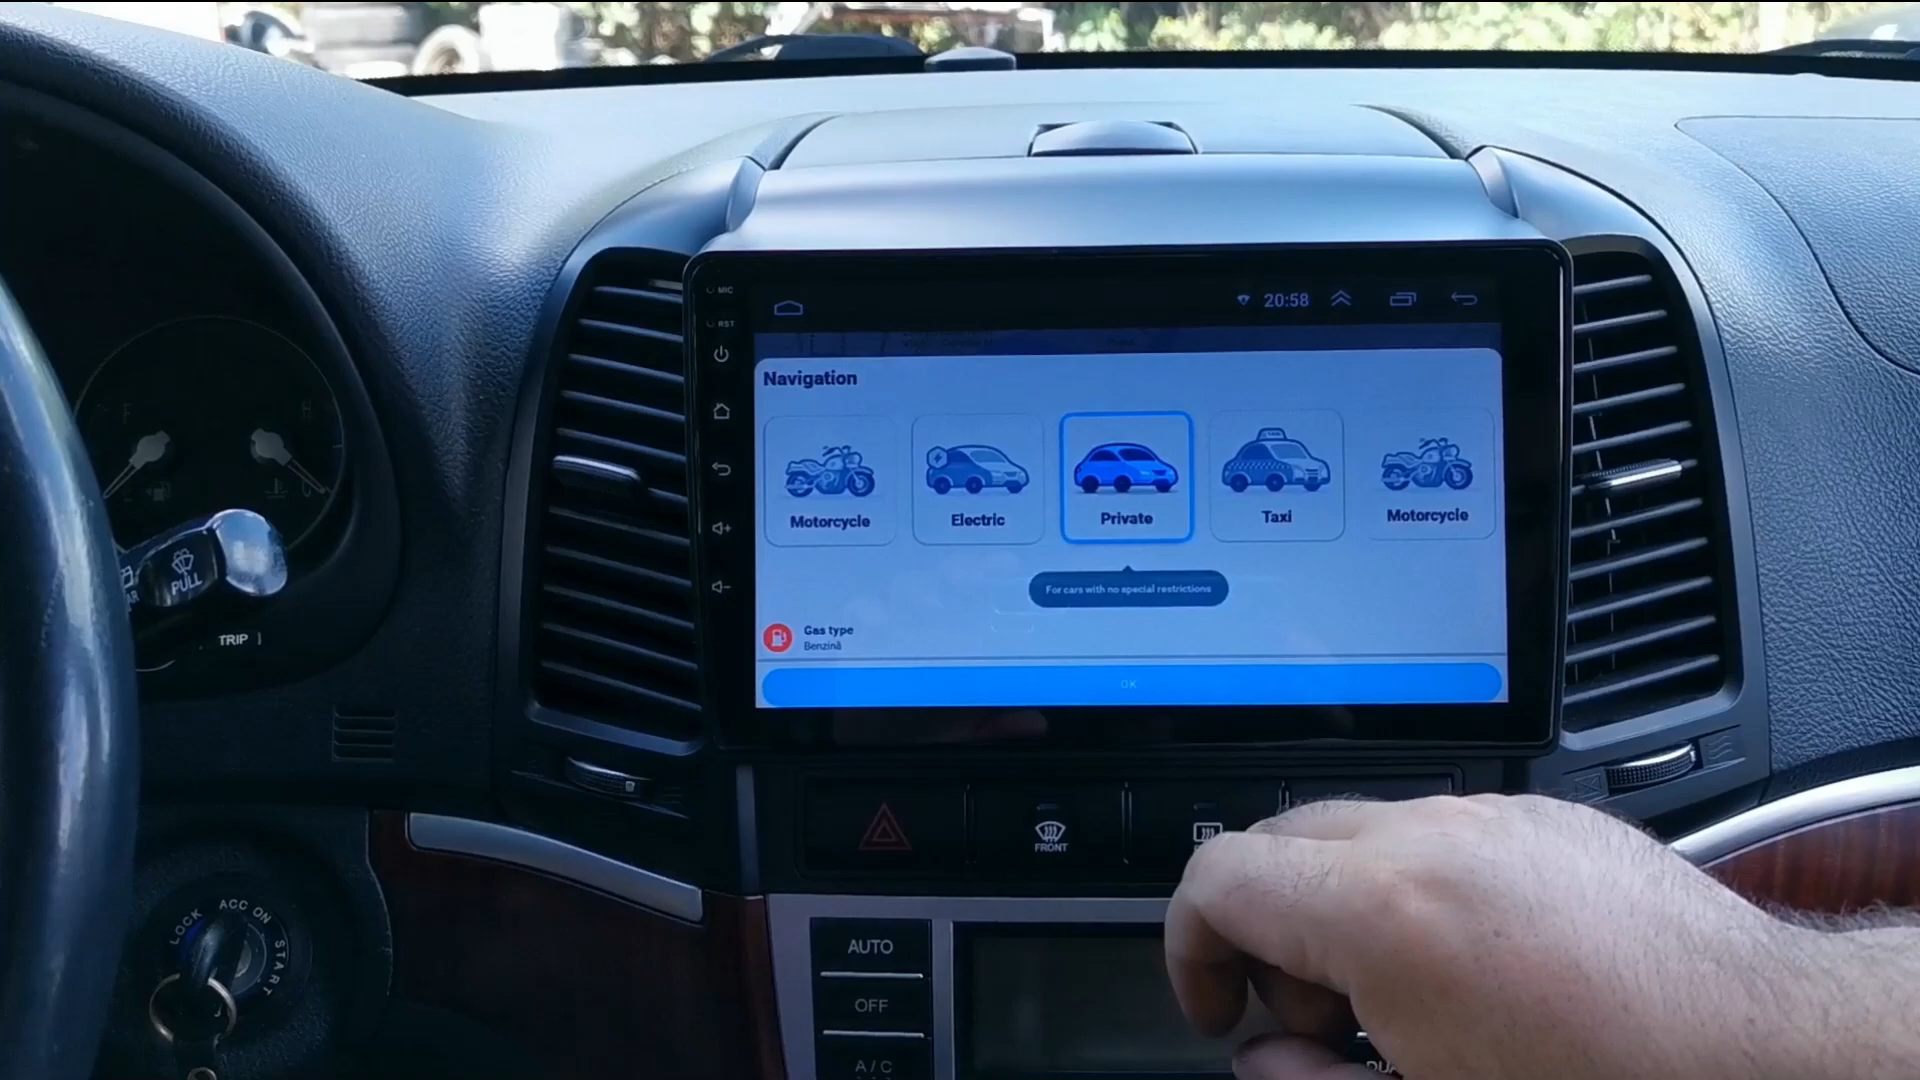 MIC
20:58
RST
Navigation
Motorcycle
Electric
Private
Taxi
Motorcycle
For cars with no special restrictions
Gas type
Benzină
OK
F
H
PULL
TRIP
FRONT
LOCK ACC ON START
AUTO
OFF
A/C